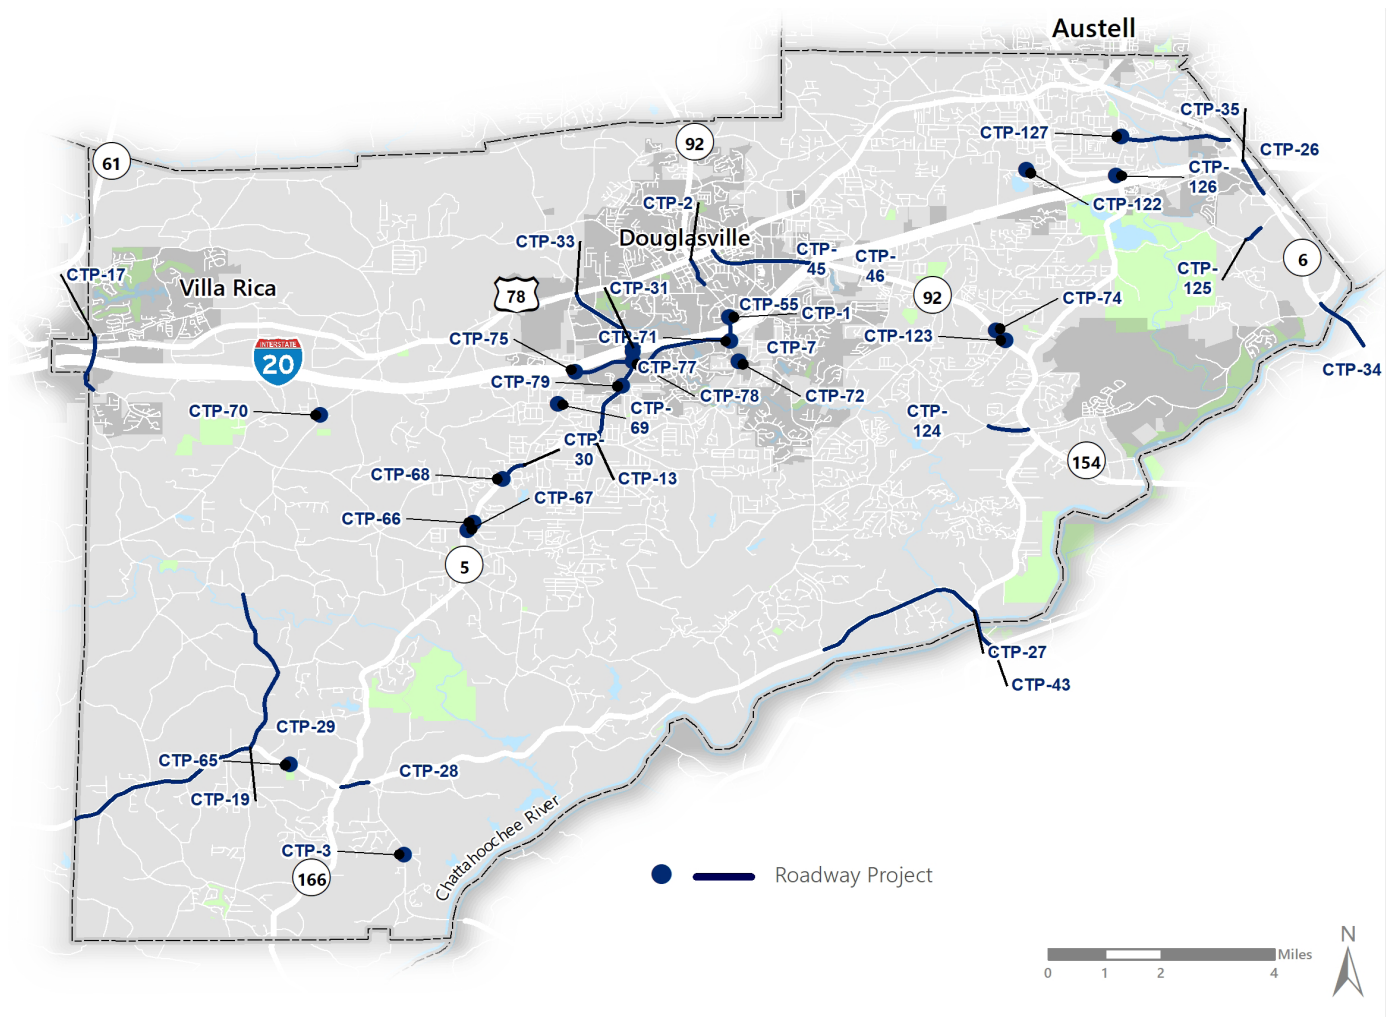 Austell
CTP-35
CTP-127
CTP-26
92
61
CTP-
126
CTP-122
CTP-2
CTP-33
Douglasville
CTP-
45
CTP-
46
6
CTP-17
Villa Rica
CTP-31
78
92
CTP-
125
CTP-74
CTP-55
CTP-1
CTP-75
CTP-71
CTP-123
CTP-7
INTERSTATE
20
CTP-77
CTP-34
CTP-79
CTP-78
CTP-72
CTP-70
CTP-
69
CTP-
124
CTP-
30
154
CTP-68
CTP-13
CTP-67
CTP-66
5
CTP-27
CTP-43
CTP-29
CTP-65
CTP-28
CTP-19
Chattahoochee River
CTP-3
166
Roadway Project
N
Miles
0 1 2 4